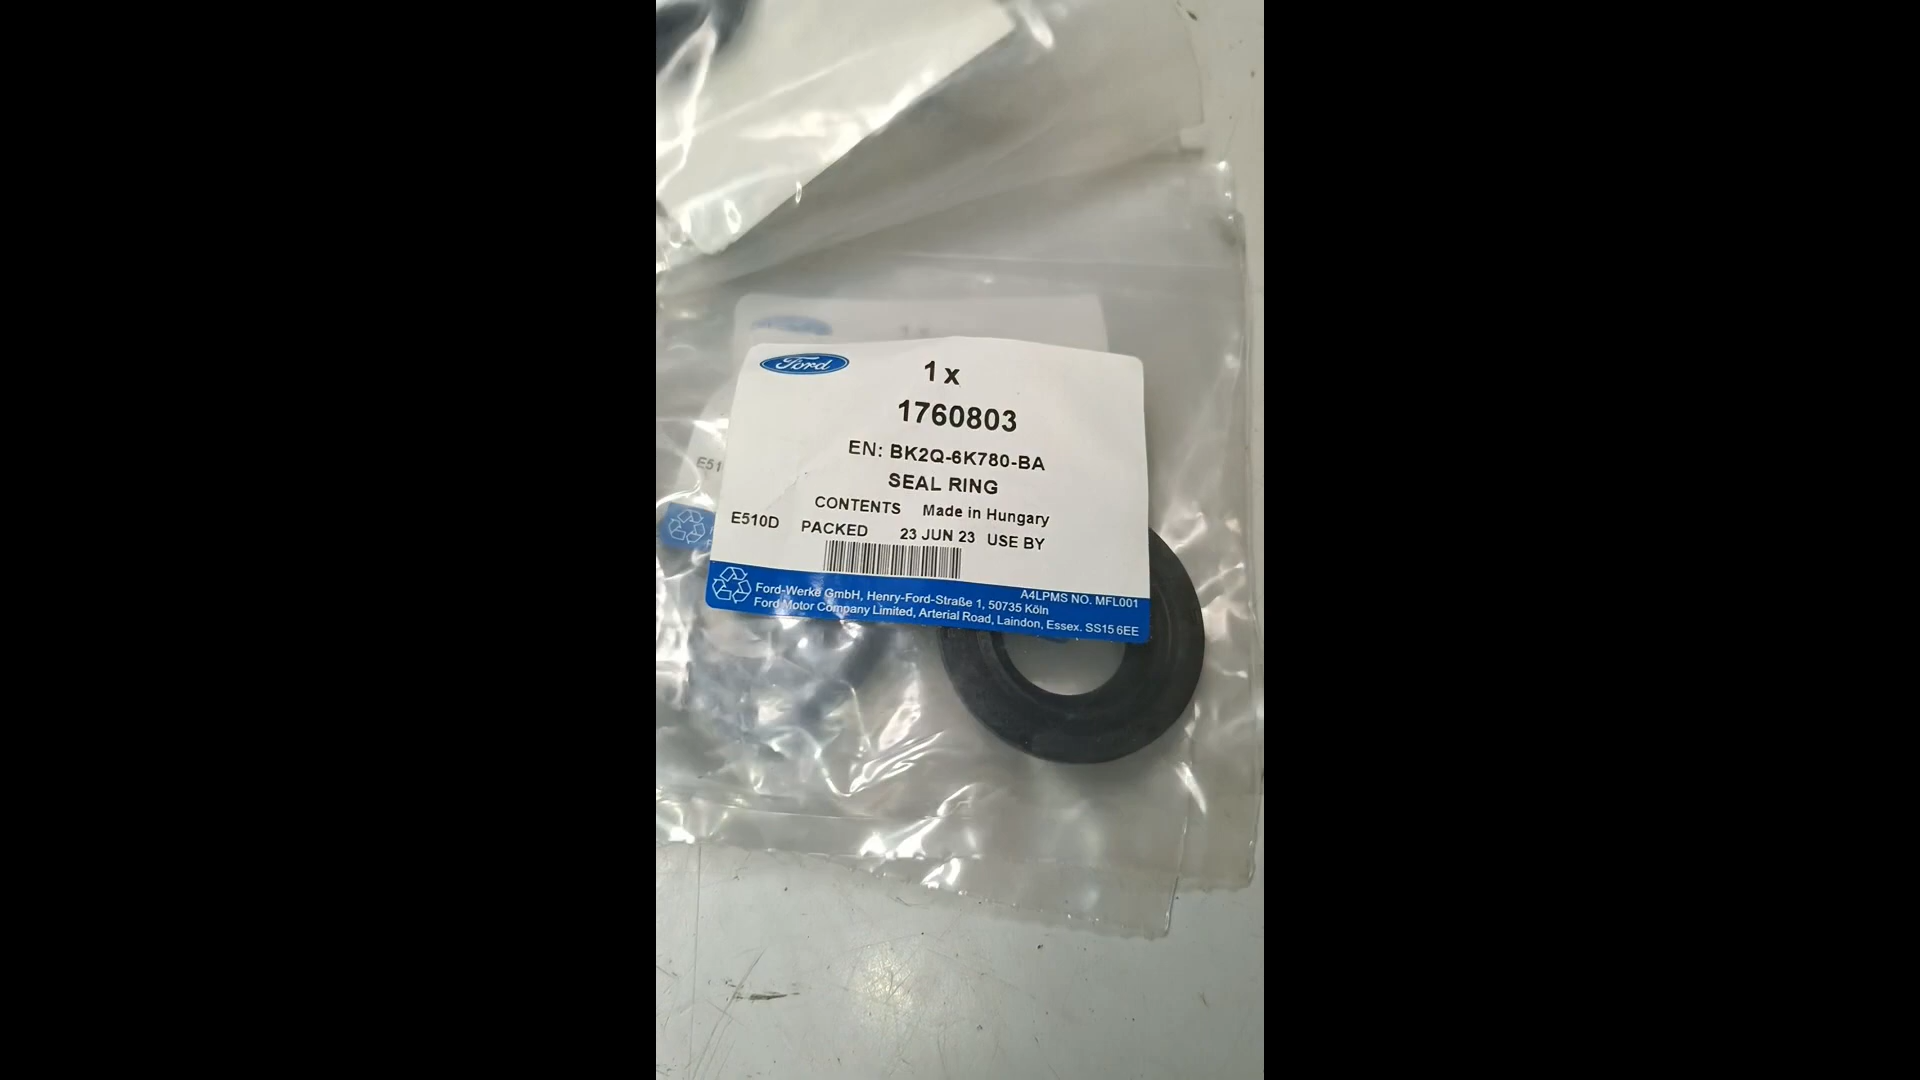 Ford
1 x
1760803
EN: BK2Q-6K780-BA
SEAL RING
CONTENTS Made in Hungary
E510D PACKED 23 JUN 23 USE BY
A4LPMS NO. MFL001
Ford-Werke GmbH, Henry-Ford-Straße 1, 50735 Köln
Ford Motor Company Limited, Arterial Road, Laindon, Essex. SS15 6EE
E51